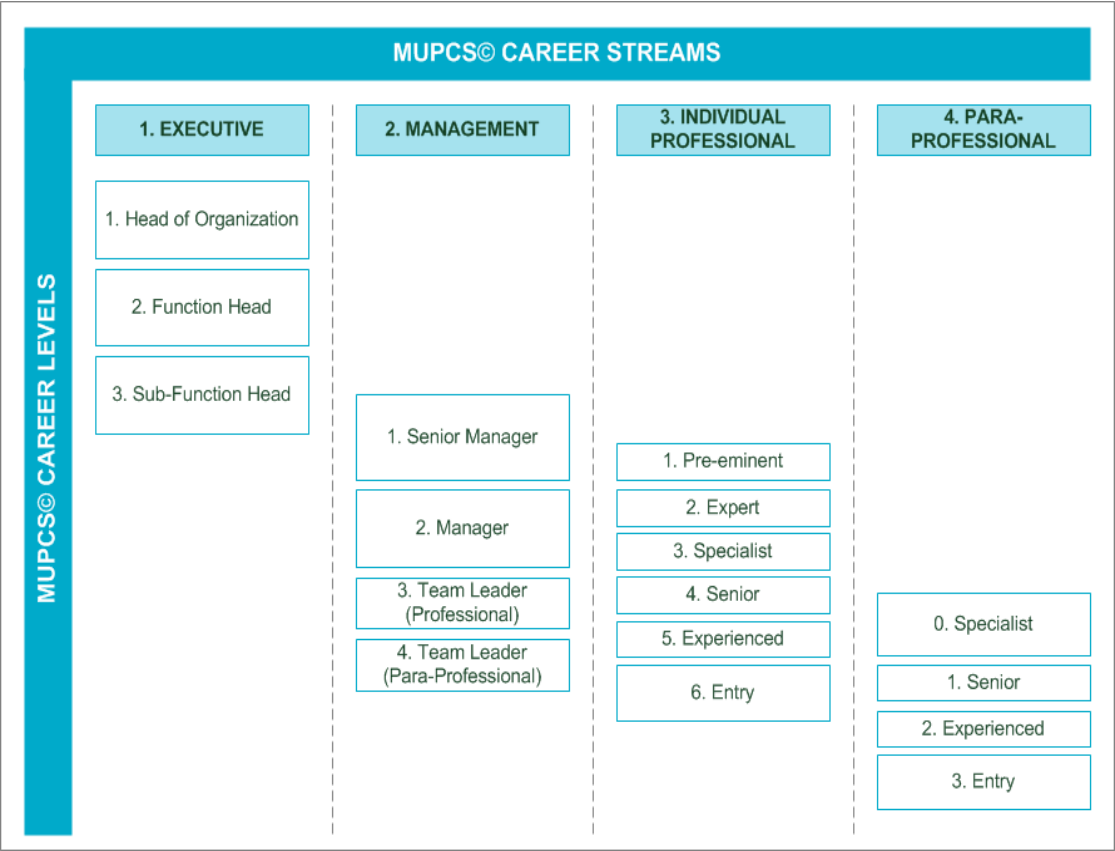 MUPCS© CAREER STREAMS
MUPCS© CAREER LEVELS
1. EXECUTIVE
1. Head of Organization
2. Function Head
3. Sub-Function Head
2. MANAGEMENT
1. Senior Manager
2. Manager
3. Team Leader
(Professional)
4. Team Leader
(Para-Professional)
3. INDIVIDUAL
PROFESSIONAL
1. Pre-eminent
2. Expert
3. Specialist
4. Senior
5. Experienced
6. Entry
4. PARA-
PROFESSIONAL
0. Specialist
1. Senior
2. Experienced
3. Entry